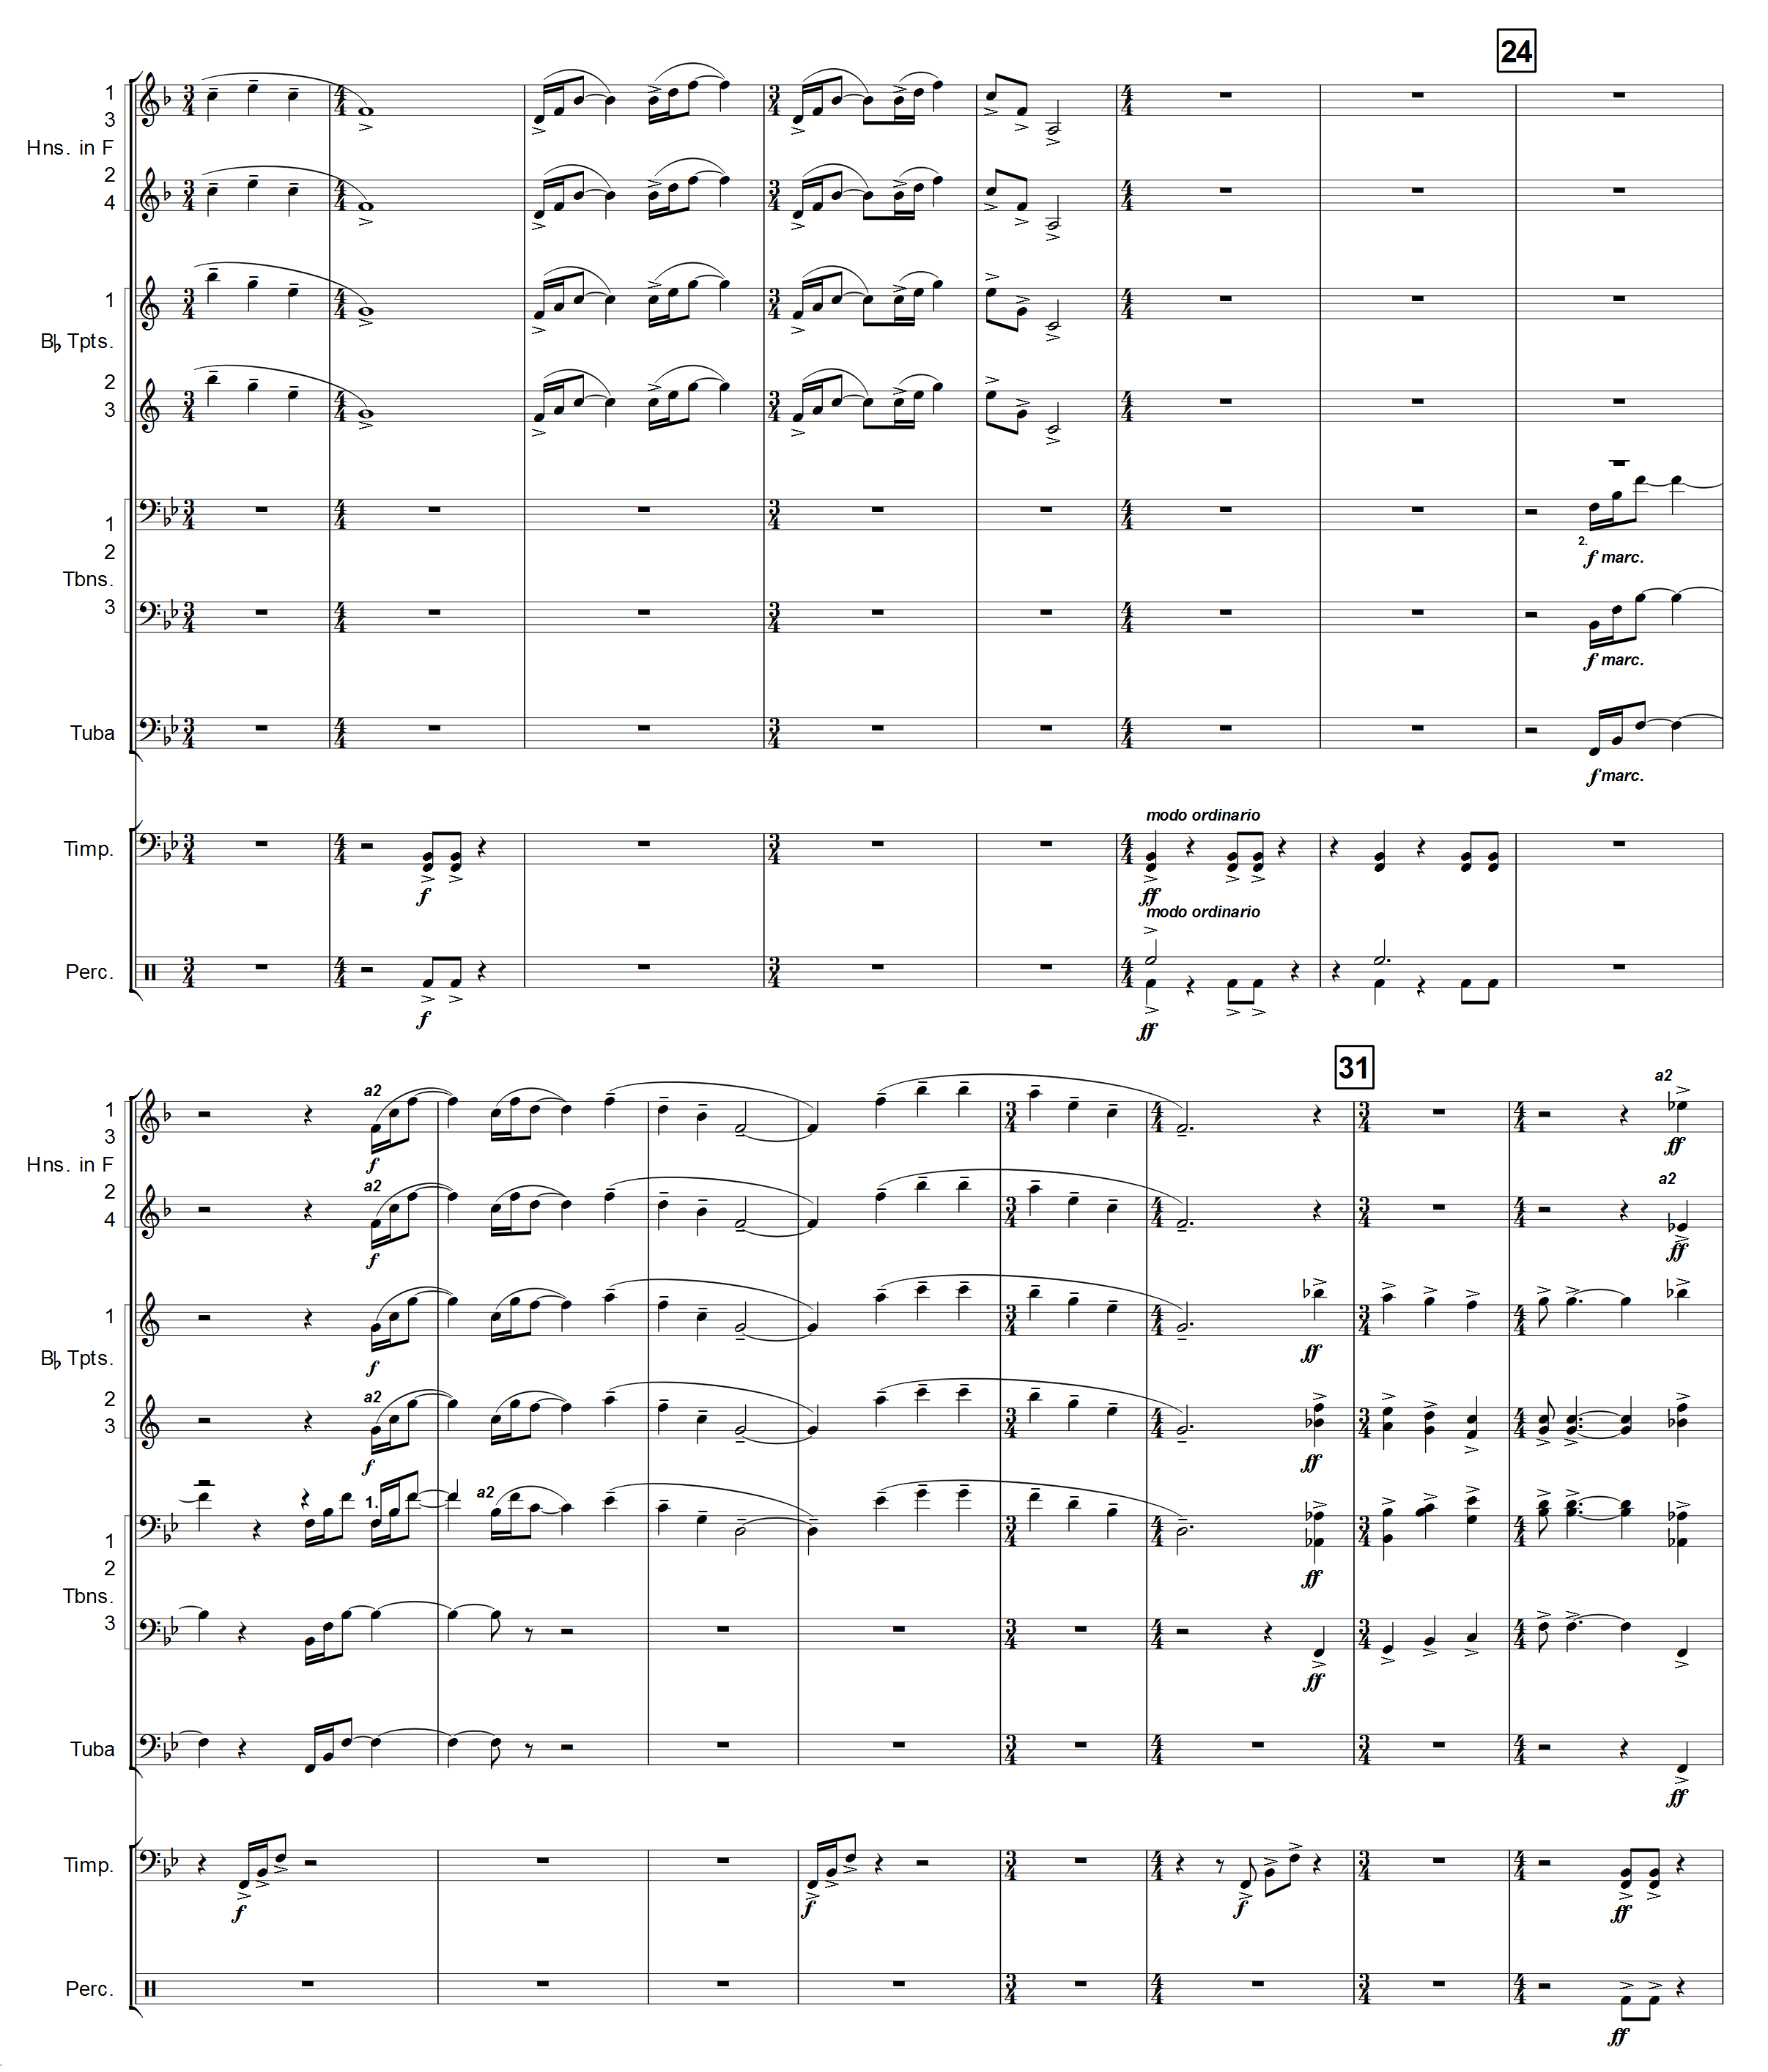 24
1
3
Hns. in F
2
4
1
B♭ Tpts.
2
3
1
2
Tbns.
3
2.
f marc.
f marc.
Tuba
f marc.
modo ordinario
Timp.
f
ff
modo ordinario
Perc.
f
ff
31
a2
a2
1
3
Hns. in F
f
ff
a2
a2
2
4
f
ff
1
B♭ Tpts.
f
ff
a2
2
3
f
ff
a2
1.
1
2
Tbns.
ff
3
ff
Tuba
ff
Timp.
f
f
f
ff
Perc.
ff